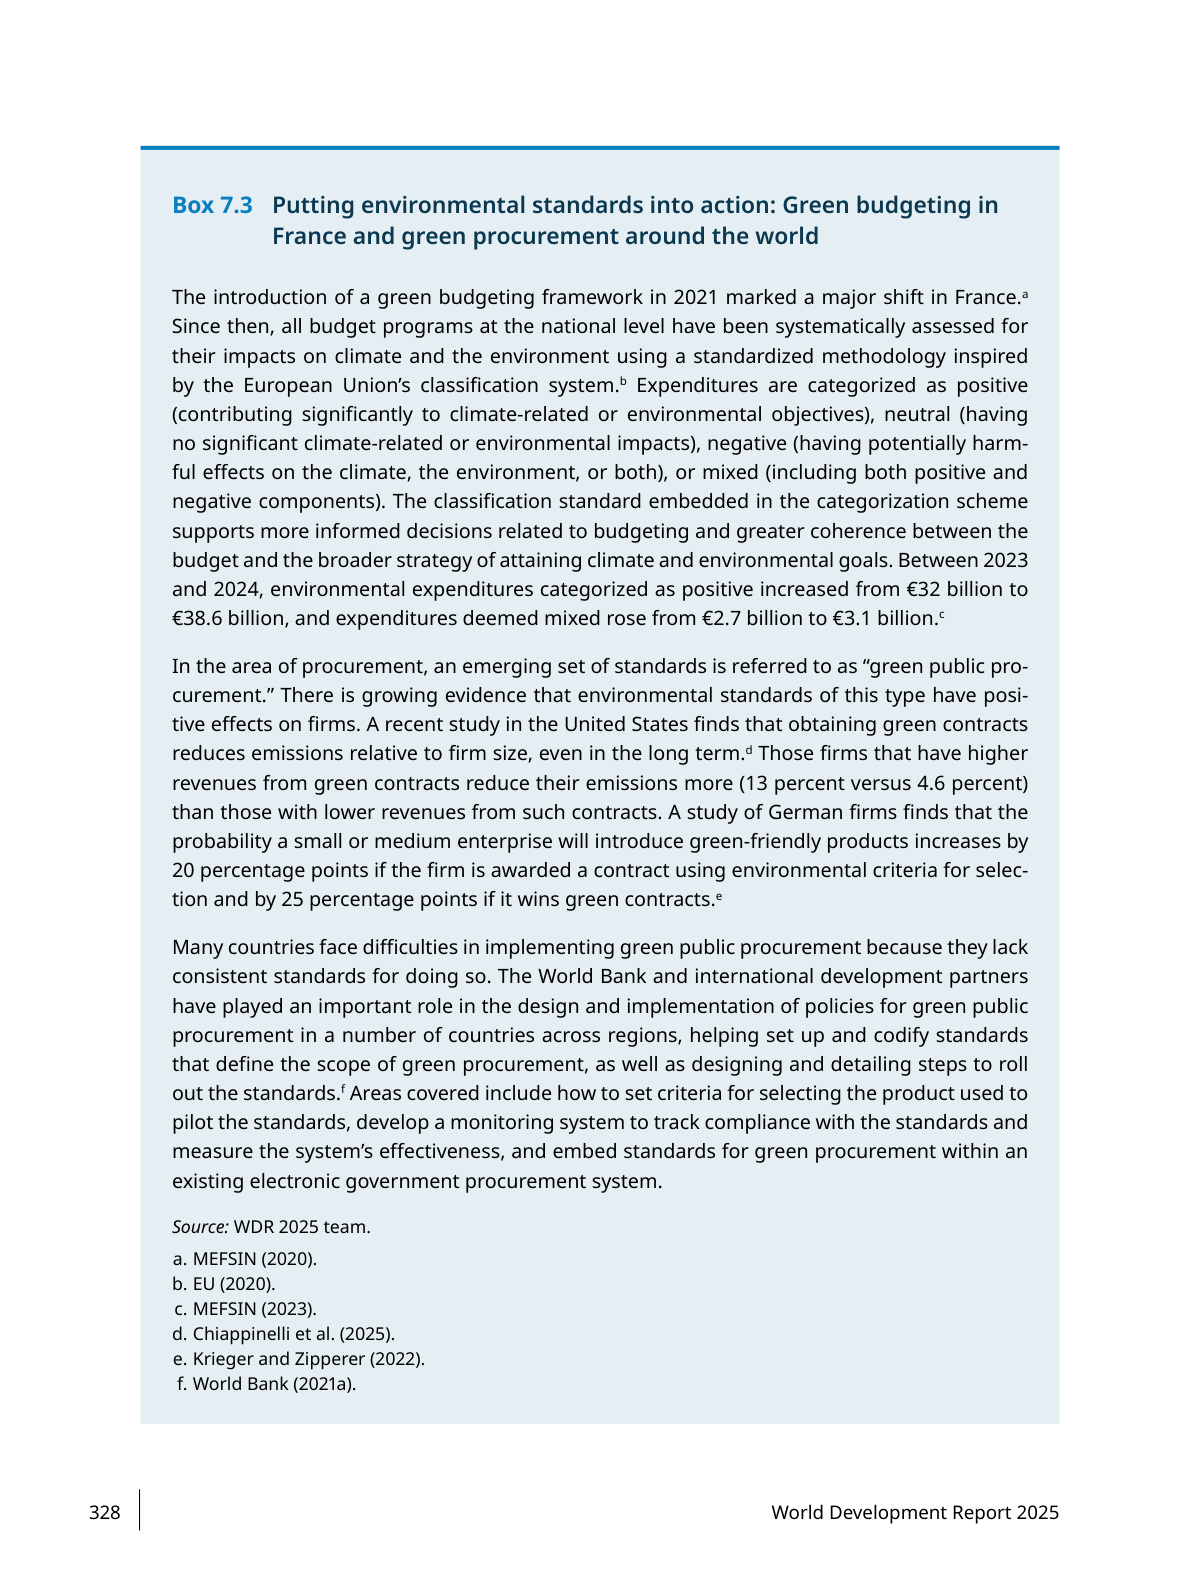 Box 7.3 Putting environmental standards into action: Green budgeting in
France and green procurement around the world
The introduction of a green budgeting framework in 2021 marked a major shift in France.a
Since then, all budget programs at the national level have been systematically assessed for
their impacts on climate and the environment using a standardized methodology inspired
by the European Union’s classification system.b Expenditures are categorized as positive
(contributing significantly to climate-related or environmental objectives), neutral (having
no significant climate-related or environmental impacts), negative (having potentially harm-
ful effects on the climate, the environment, or both), or mixed (including both positive and
negative components). The classification standard embedded in the categorization scheme
supports more informed decisions related to budgeting and greater coherence between the
budget and the broader strategy of attaining climate and environmental goals. Between 2023
and 2024, environmental expenditures categorized as positive increased from €32 billion to
€38.6 billion, and expenditures deemed mixed rose from €2.7 billion to €3.1 billion.c
In the area of procurement, an emerging set of standards is referred to as “green public pro-
curement.” There is growing evidence that environmental standards of this type have posi-
tive effects on firms. A recent study in the United States finds that obtaining green contracts
reduces emissions relative to firm size, even in the long term.d Those firms that have higher
revenues from green contracts reduce their emissions more (13 percent versus 4.6 percent)
than those with lower revenues from such contracts. A study of German firms finds that the
probability a small or medium enterprise will introduce green-friendly products increases by
20 percentage points if the firm is awarded a contract using environmental criteria for selec-
tion and by 25 percentage points if it wins green contracts.e
Many countries face difficulties in implementing green public procurement because they lack
consistent standards for doing so. The World Bank and international development partners
have played an important role in the design and implementation of policies for green public
procurement in a number of countries across regions, helping set up and codify standards
that define the scope of green procurement, as well as designing and detailing steps to roll
out the standards.f Areas covered include how to set criteria for selecting the product used to
pilot the standards, develop a monitoring system to track compliance with the standards and
measure the system’s effectiveness, and embed standards for green procurement within an
existing electronic government procurement system.
Source: WDR 2025 team.
a. MEFSIN (2020).
b. EU (2020).
c. MEFSIN (2023).
d. Chiappinelli et al. (2025).
e. Krieger and Zipperer (2022).
f. World Bank (2021a).
328
World Development Report 2025